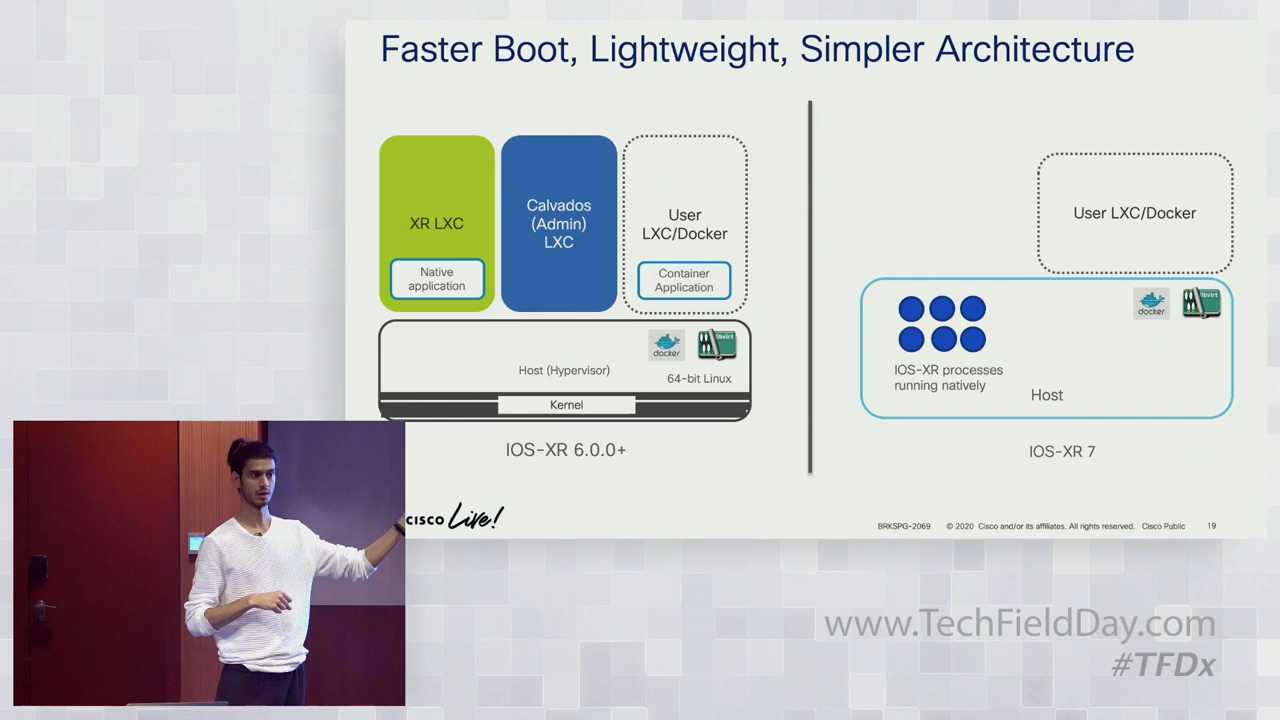 Faster Boot, Lightweight, Simpler Architecture
XR LXC
Native
application
Calvados
(Admin)
LXC
User
LXC/Docker
Container
Application
docker
Host (Hypervisor)
64-bit Linux
Kernel
IOS-XR 6.0.0+
User LXC/Docker
docker
IOS-XR processes
running natively
Host
IOS-XR 7
CISCO Live!
BRKSPG-2069 © 2020 Cisco and/or its affiliates. All rights reserved. Cisco Public 19
www.TechFieldDay.com
#TFDx